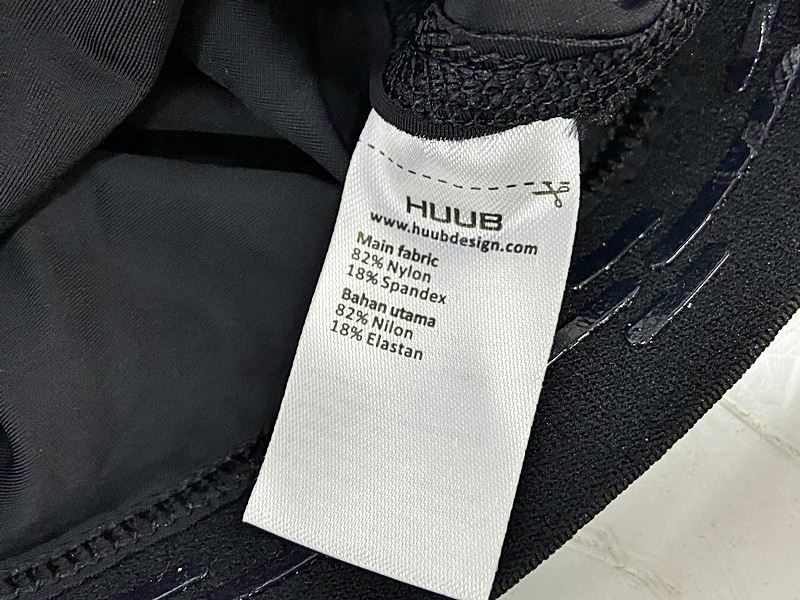 HUUB
www.huubdesign.com
Main fabric
82% Nylon
18% Spandex
Bahan utama
82% Nilon
18% Elastan